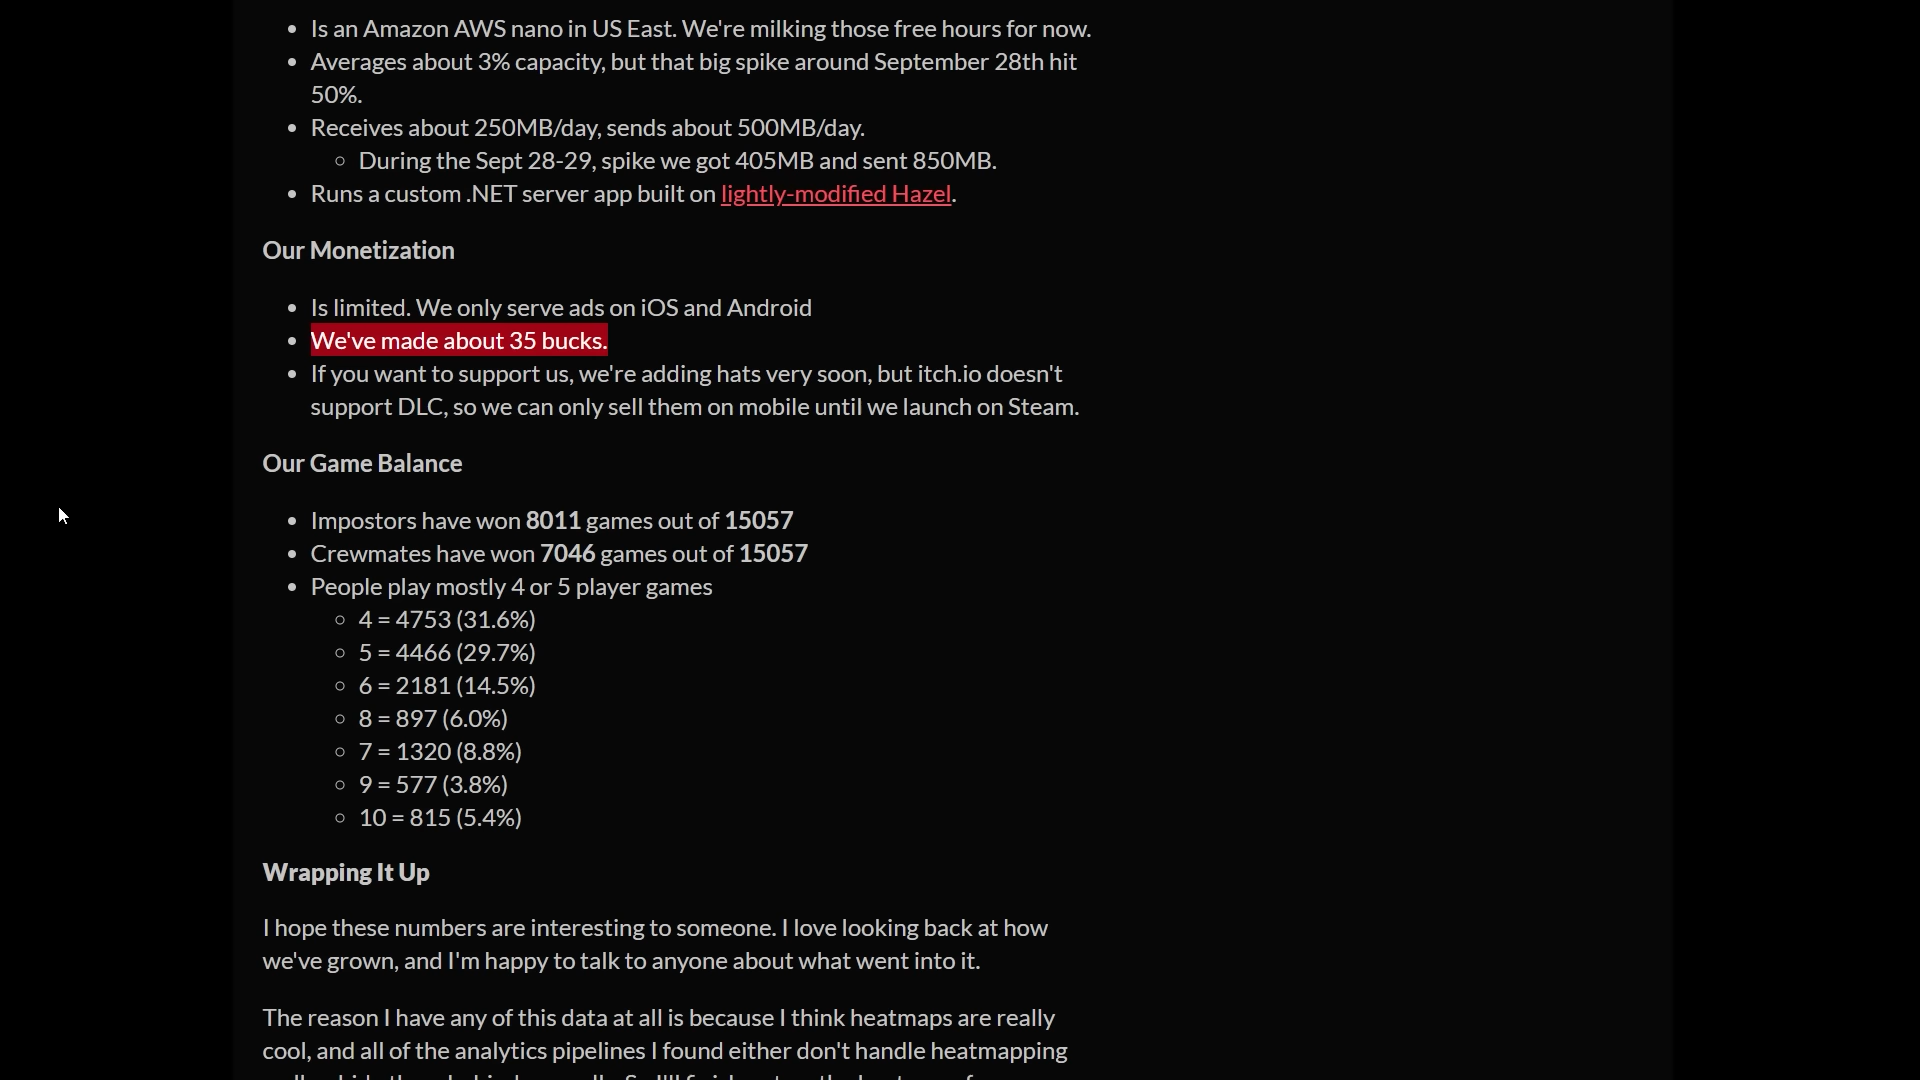 Is an Amazon AWS nano in US East. We're milking those free hours for now.
Averages about 3% capacity, but that big spike around September 28th hit
50%.
Receives about 250MB/day, sends about 500MB/day.
During the Sept 28-29, spike we got 405MB and sent 850MB.
Runs a custom .NET server app built on lightly-modified Hazel.
Our Monetization
Is limited. We only serve ads on iOS and Android
We've made about 35 bucks.
If you want to support us, we're adding hats very soon, but itch.io doesn't
support DLC, so we can only sell them on mobile until we launch on Steam.
Our Game Balance
Impostors have won 8011 games out of 15057
Crewmates have won 7046 games out of 15057
People play mostly 4 or 5 player games
4 = 4753 (31.6%)
5 = 4466 (29.7%)
6 = 2181 (14.5%)
8 = 897 (6.0%)
7 = 1320 (8.8%)
9 = 577 (3.8%)
10 = 815 (5.4%)
Wrapping It Up
I hope these numbers are interesting to someone. I love looking back at how
we've grown, and I'm happy to talk to anyone about what went into it.
The reason I have any of this data at all is because I think heatmaps are really
cool, and all of the analytics pipelines I found either don't handle heatmapping